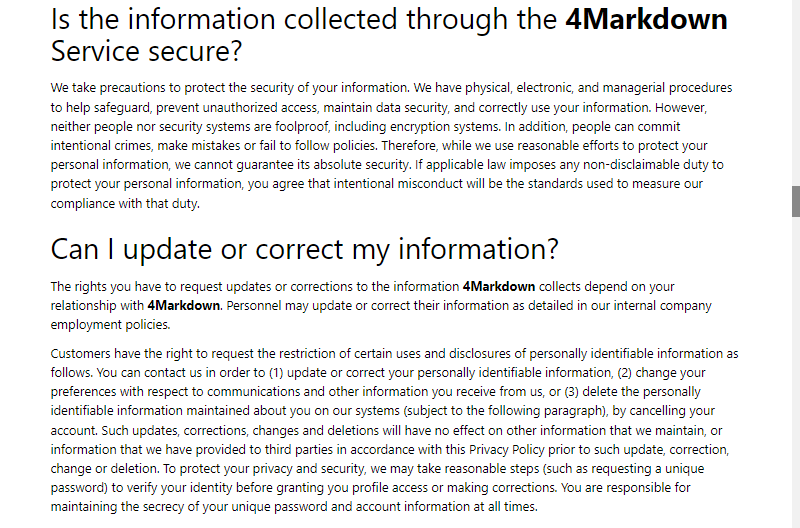 Is the information collected through the 4Markdown
Service secure?
We take precautions to protect the security of your information. We have physical, electronic, and managerial procedures
to help safeguard, prevent unauthorized access, maintain data security, and correctly use your information. However,
neither people nor security systems are foolproof, including encryption systems. In addition, people can commit
intentional crimes, make mistakes or fail to follow policies. Therefore, while we use reasonable efforts to protect your
personal information, we cannot guarantee its absolute security. If applicable law imposes any non-disclaimable duty to
protect your personal information, you agree that intentional misconduct will be the standards used to measure our
compliance with that duty.
Can I update or correct my information?
The rights you have to request updates or corrections to the information 4Markdown collects depend on your
relationship with 4Markdown. Personnel may update or correct their information as detailed in our internal company
employment policies.
Customers have the right to request the restriction of certain uses and disclosures of personally identifiable information as
follows. You can contact us in order to (1) update or correct your personally identifiable information, (2) change your
preferences with respect to communications and other information you receive from us, or (3) delete the personally
identifiable information maintained about you on our systems (subject to the following paragraph), by cancelling your
account. Such updates, corrections, changes and deletions will have no effect on other information that we maintain, or
information that we have provided to third parties in accordance with this Privacy Policy prior to such update, correction,
change or deletion. To protect your privacy and security, we may take reasonable steps (such as requesting a unique
password) to verify your identity before granting you profile access or making corrections. You are responsible for
maintaining the secrecy of your unique password and account information at all times.